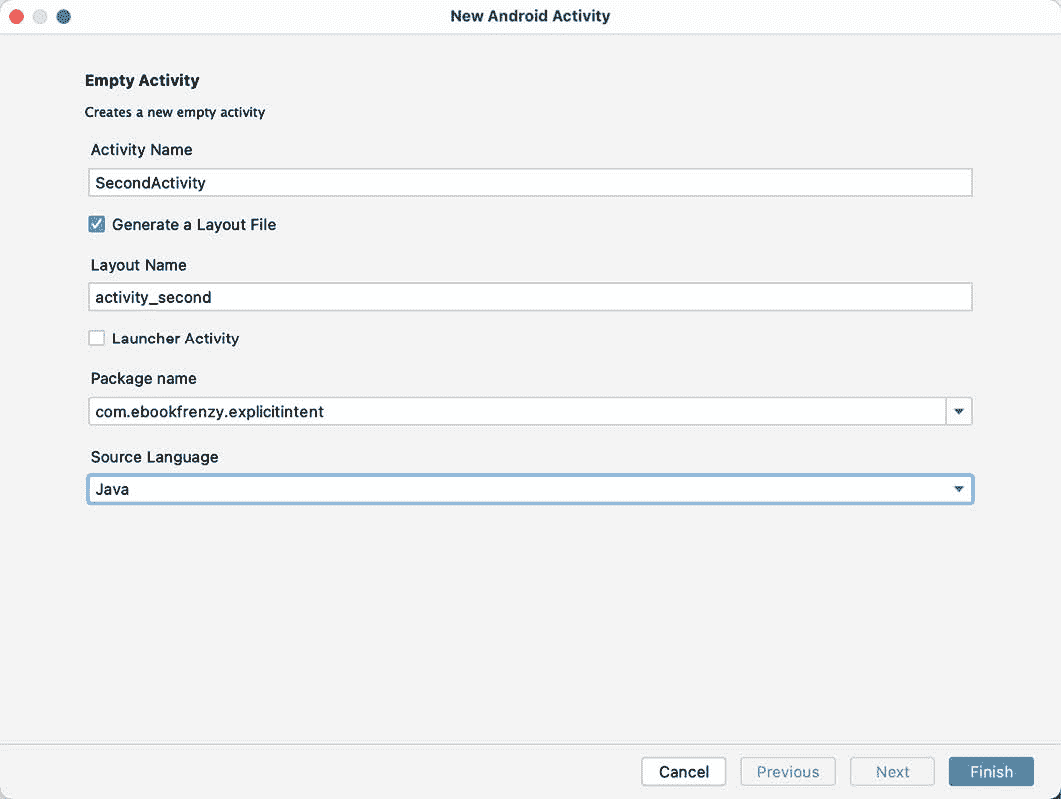 New Android Activity
Empty Activity
Creates a new empty activity
Activity Name
SecondActivity
Generate a Layout File
Layout Name
activity_second
Launcher Activity
Package name
com.ebookfrenzy.explicitintent
Source Language
Java
Cancel Previous Next Finish